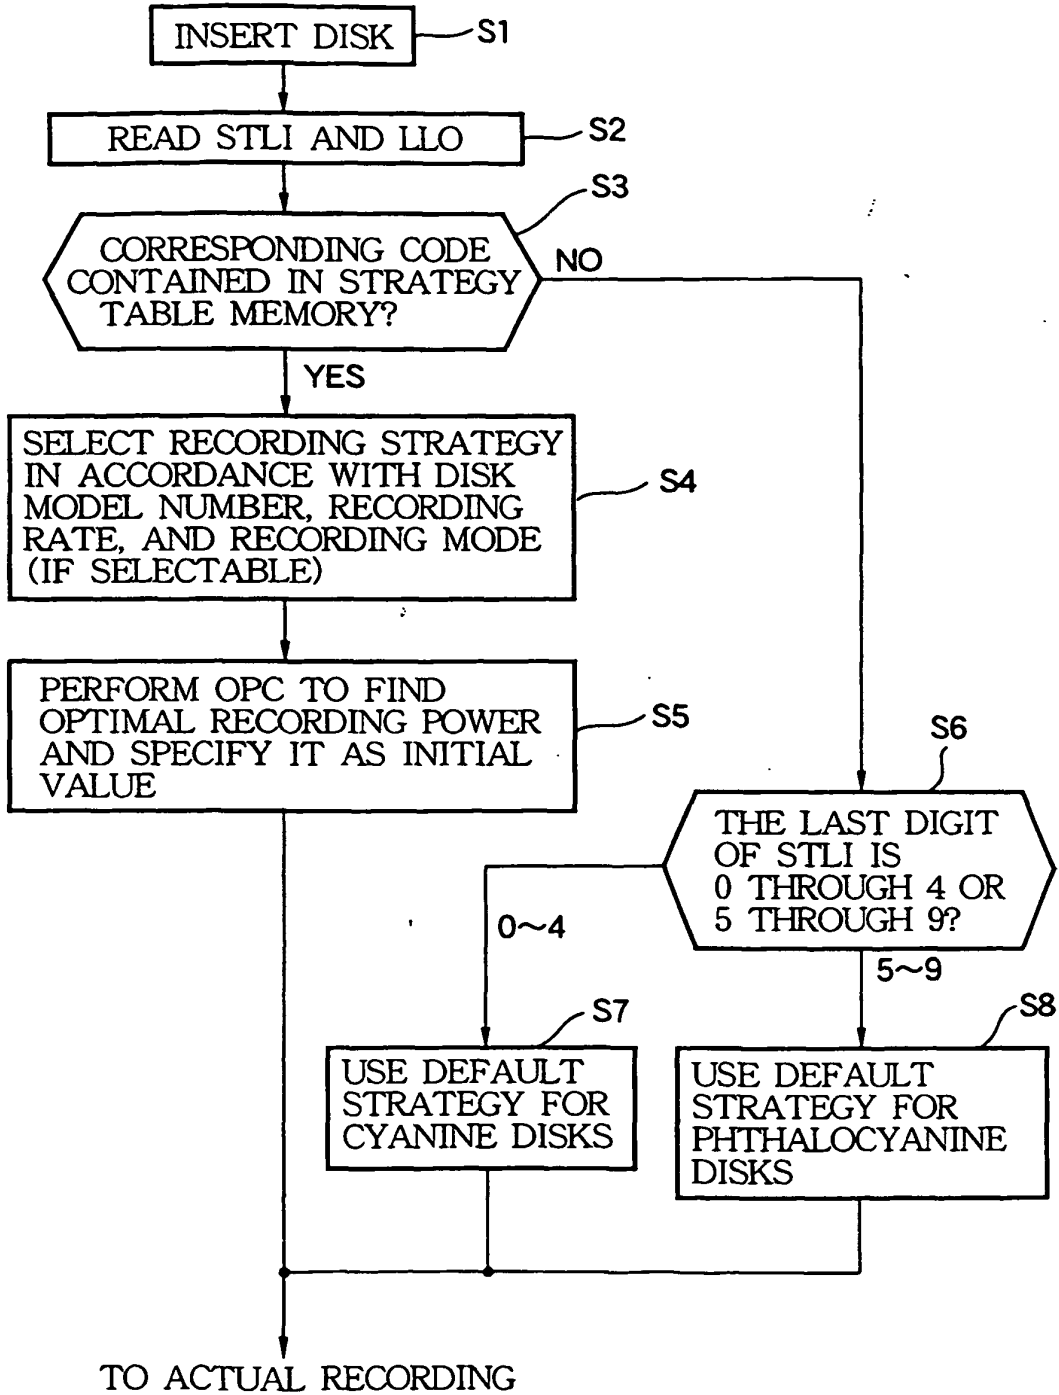 INSERT DISK
S1
READ STLI AND LLO
S2
S3
CORRESPONDING CODE
CONTAINED IN STRATEGY
TABLE MEMORY?
NO
YES
SELECT RECORDING STRATEGY
IN ACCORDANCE WITH DISK
MODEL NUMBER, RECORDING
RATE, AND RECORDING MODE
(IF SELECTABLE)
S4
PERFORM OPC TO FIND
OPTIMAL RECORDING POWER
AND SPECIFY IT AS INITIAL
VALUE
S5
S6
THE LAST DIGIT
OF STLI IS
0 THROUGH 4 OR
5 THROUGH 9?
0~4
5~9
S7
USE DEFAULT
STRATEGY FOR
CYANINE DISKS
S8
USE DEFAULT
STRATEGY FOR
PHTHALOCYANINE
DISKS
TO ACTUAL RECORDING